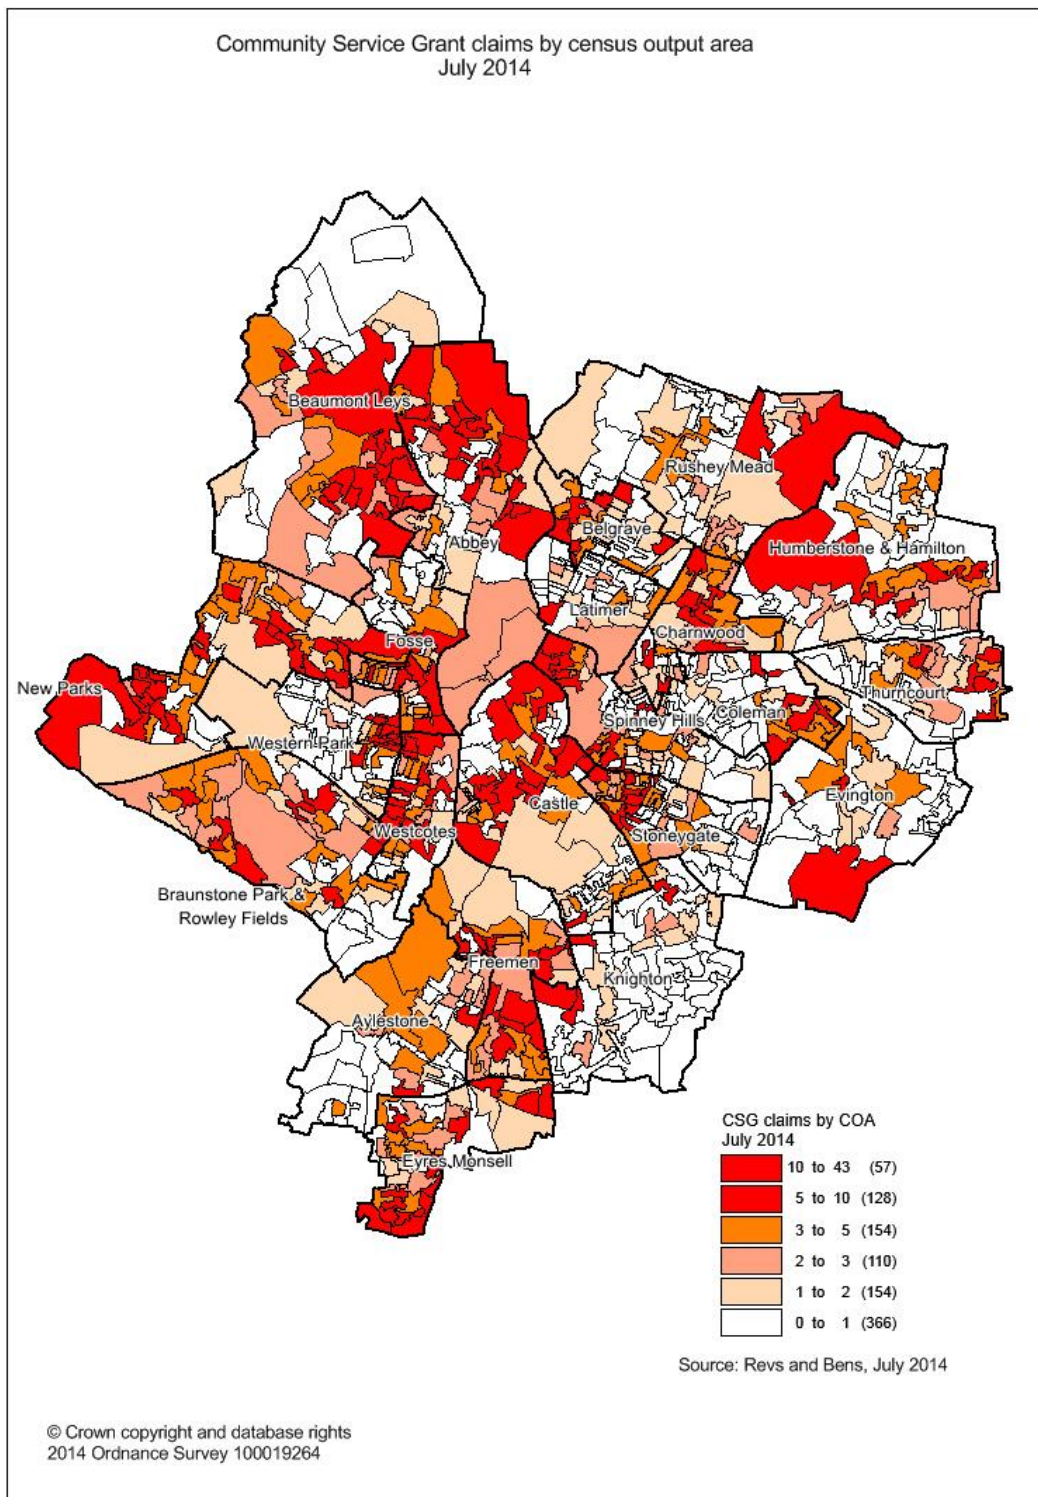 Community Service Grant claims by census output area
July 2014
Beaumont Leys
Rushey Mead
Belgrave
Abbey
Humberstone & Hamilton
Latimer
Charnwood
Fosse
New Parks
Thurncourt
Spinney Hills
Coleman
Western Park
Evington
Castle
Westcotes
Stoneygate
Braunstone Park &
Rowley Fields
Freemen
Knighton
Aylestone
Eyres Monsell
CSG claims by COA
July 2014
10 to 43 (57)
5 to 10 (128)
3 to 5 (154)
2 to 3 (110)
1 to 2 (154)
0 to 1 (366)
Source: Revs and Bens, July 2014
© Crown copyright and database rights
2014 Ordnance Survey 100019264